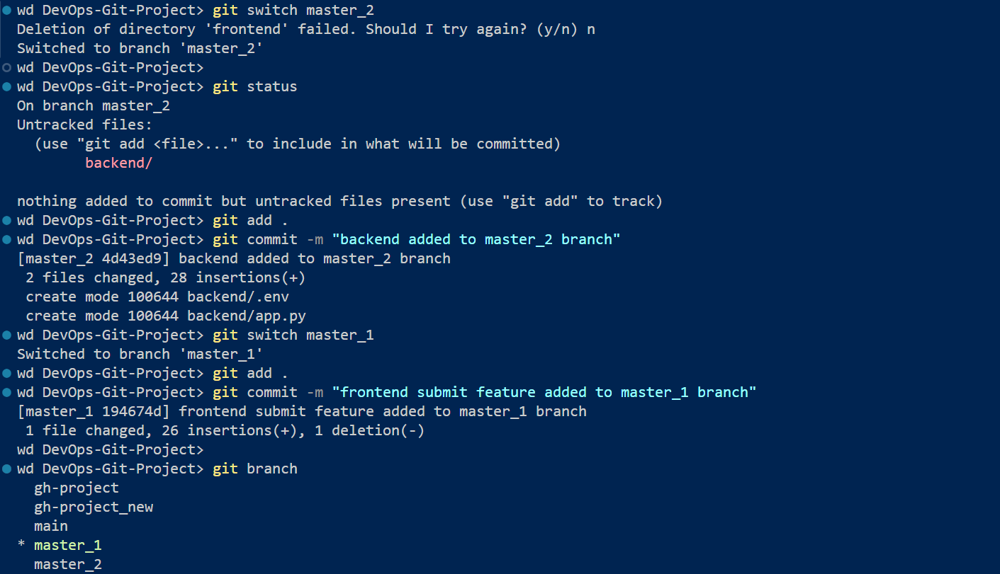 wd DevOps-Git-Project> git switch master_2
Deletion of directory 'frontend' failed. Should I try again? (y/n) n
Switched to branch 'master_2'
wd DevOps-Git-Project>
wd DevOps-Git-Project> git status
On branch master_2
Untracked files:
  (use "git add <file>..." to include in what will be committed)
        backend/

nothing added to commit but untracked files present (use "git add" to track)
wd DevOps-Git-Project> git add .
wd DevOps-Git-Project> git commit -m "backend added to master_2 branch"
[master_2 4d43ed9] backend added to master_2 branch
 2 files changed, 28 insertions(+)
 create mode 100644 backend/.env
 create mode 100644 backend/app.py
wd DevOps-Git-Project> git switch master_1
Switched to branch 'master_1'
wd DevOps-Git-Project> git add .
wd DevOps-Git-Project> git commit -m "frontend submit feature added to master_1 branch"
[master_1 194674d] frontend submit feature added to master_1 branch
 1 file changed, 26 insertions(+), 1 deletion(-)
wd DevOps-Git-Project>
wd DevOps-Git-Project> git branch
  gh-project
  gh-project_new
  main
* master_1
  master_2